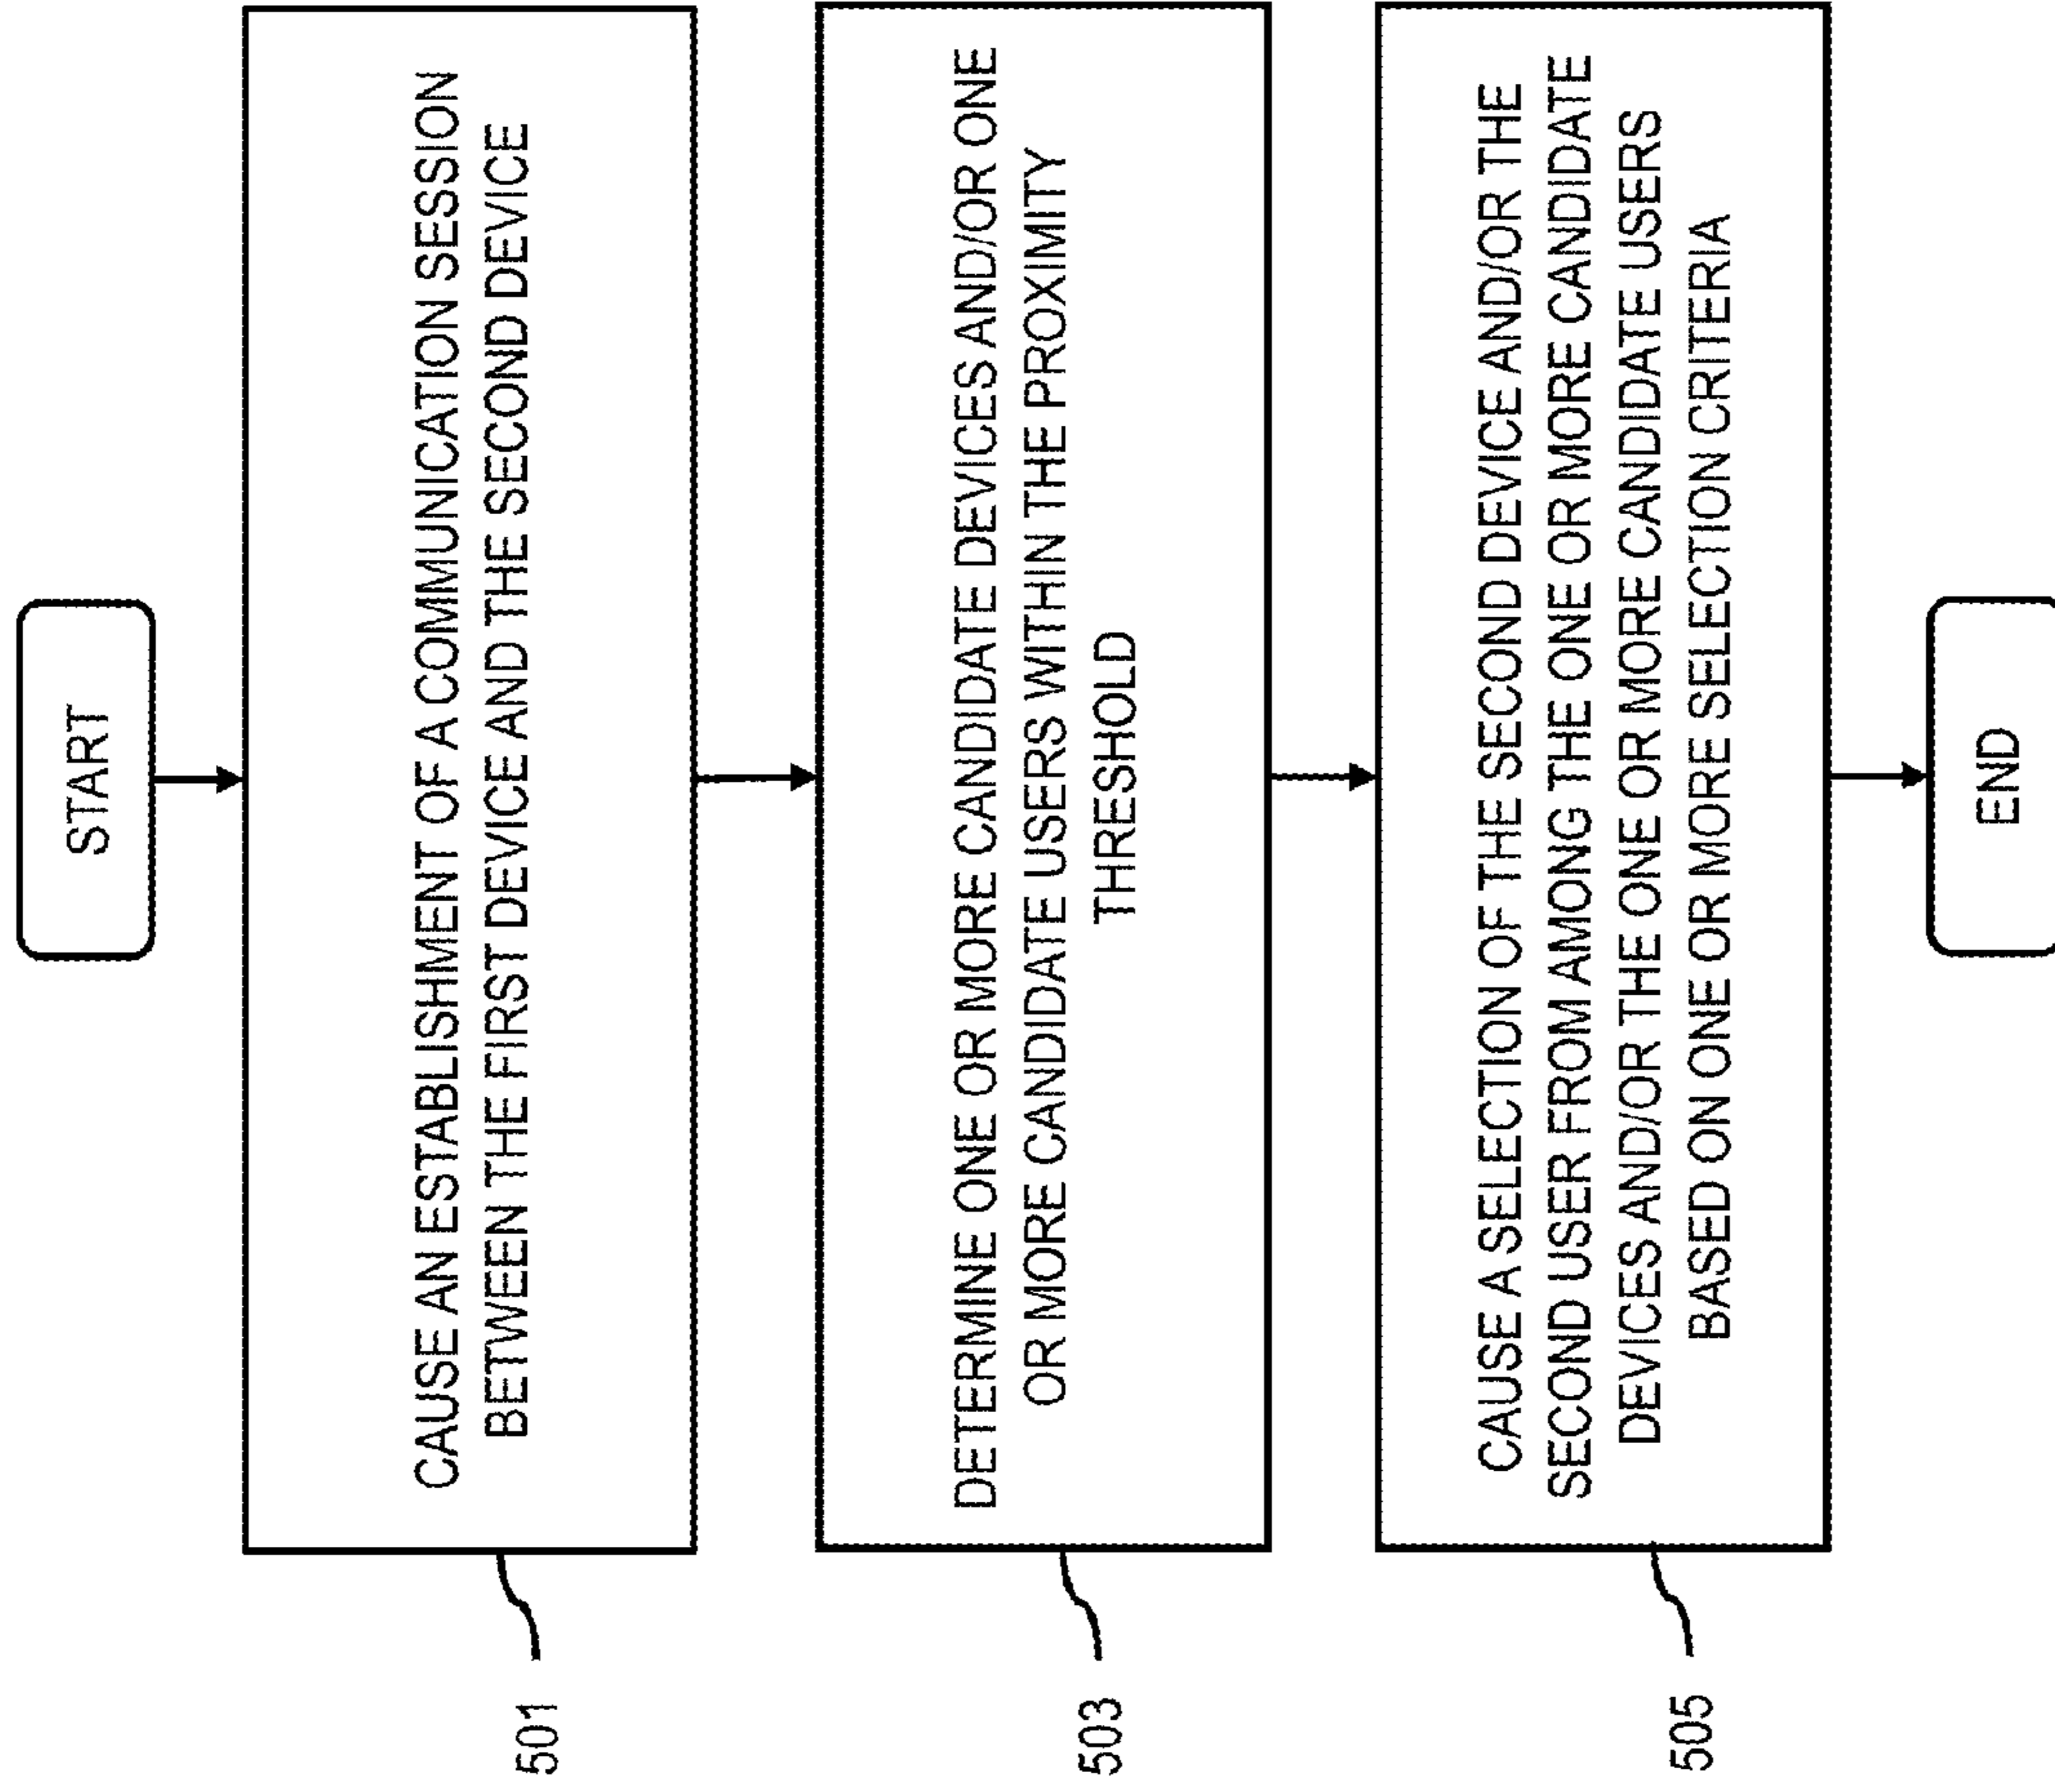 START
CAUSE AN ESTABLISHMENT OF A COMMUNICATION SESSION
BETWEEN THE FIRST DEVICE AND THE SECOND DEVICE
501
DETERMINE ONE OR MORE CANDIDATE DEVICES AND/OR ONE
OR MORE CANDIDATE USERS WITHIN THE PROXIMITY
THRESHOLD
503
CAUSE A SELECTION OF THE SECOND DEVICE AND/OR THE
SECOND USER FROM AMONG THE ONE OR MORE CANDIDATE
DEVICES AND/OR THE ONE OR MORE CANDIDATE USERS
BASED ON ONE OR MORE SELECTION CRITERIA
505
END